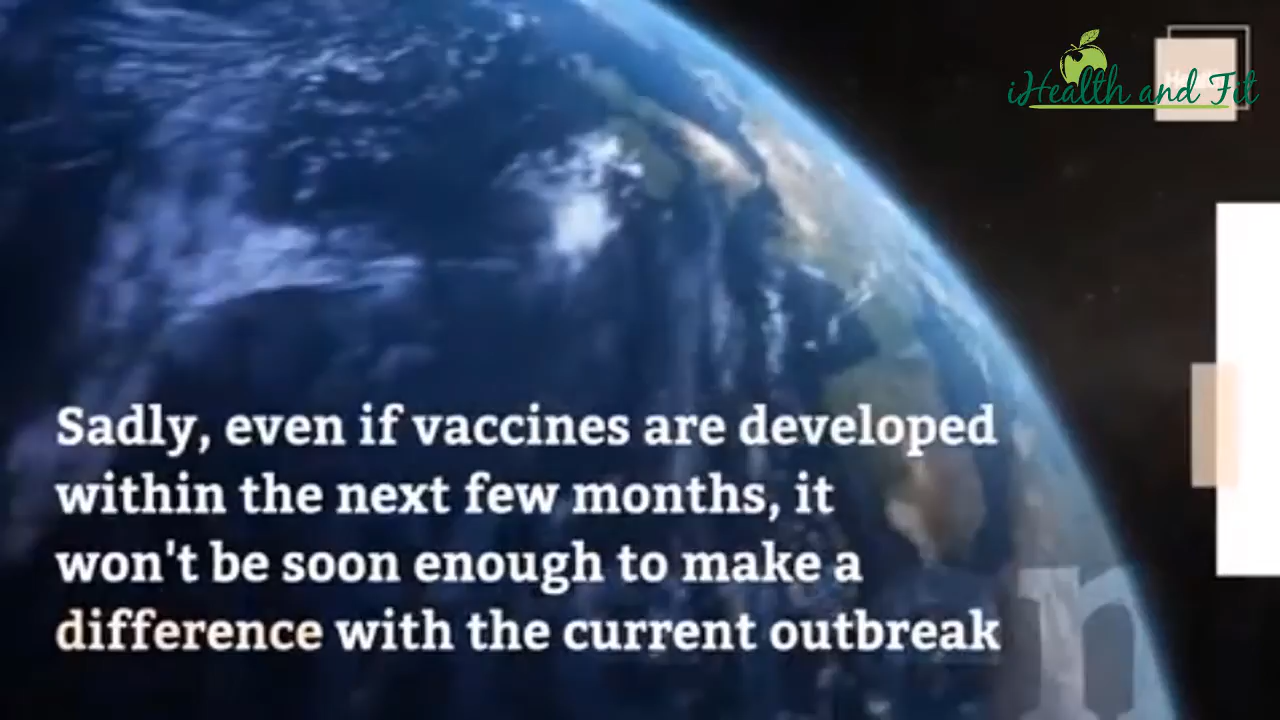 iHealth and Fit
Sadly, even if vaccines are developed
within the next few months, it
won't be soon enough to make a
difference with the current outbreak